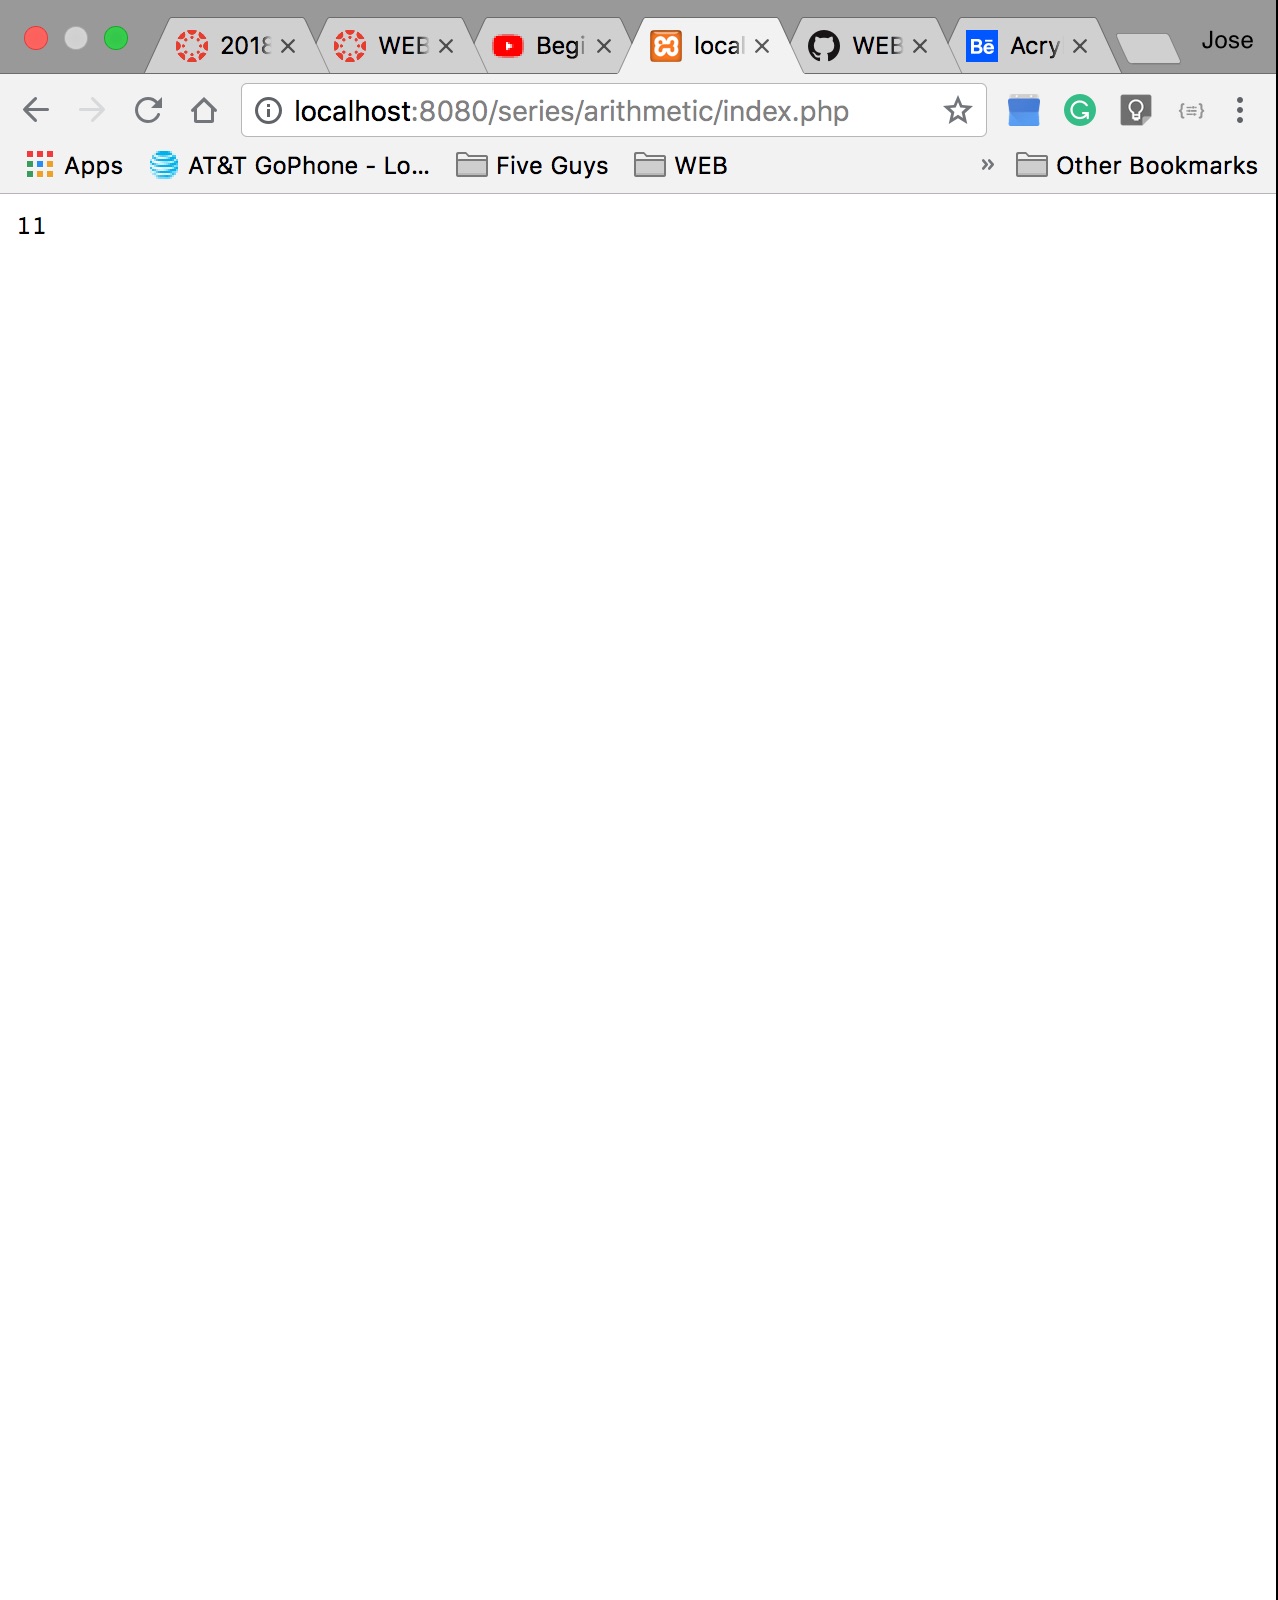 2018 WEB Begi local WEB Bē Acry Jose
localhost:8080/series/arithmetic/index.php
Apps AT&T GoPhone - Lo... Five Guys WEB » Other Bookmarks
11